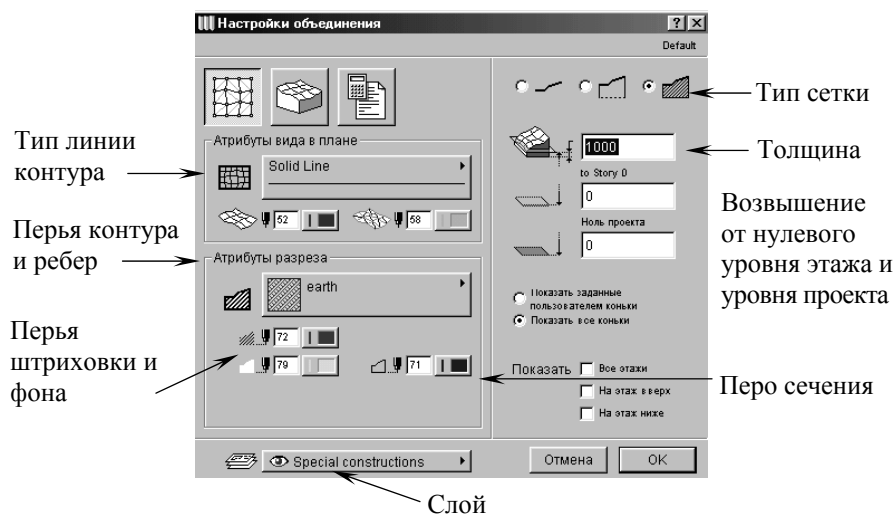 Настройки объединения
Default
Тип сетки
Атрибуты вида в плане
Тип линии
контура
Solid Line
1000
Толщина
to Story 0
0
52
58
Ноль проекта
0
Возвышение
от нулевого
уровня этажа и
уровня проекта
Перья контура
и ребер
Атрибуты разреза
earth
Показать заданные
пользователем коньки
Показать все коньки
72
79
71
Перья
штриховки и
фона
Показать
Все этажи
На этаж вверх
На этаж ниже
Перо сечения
Special constructions
Отмена
OK
Слой